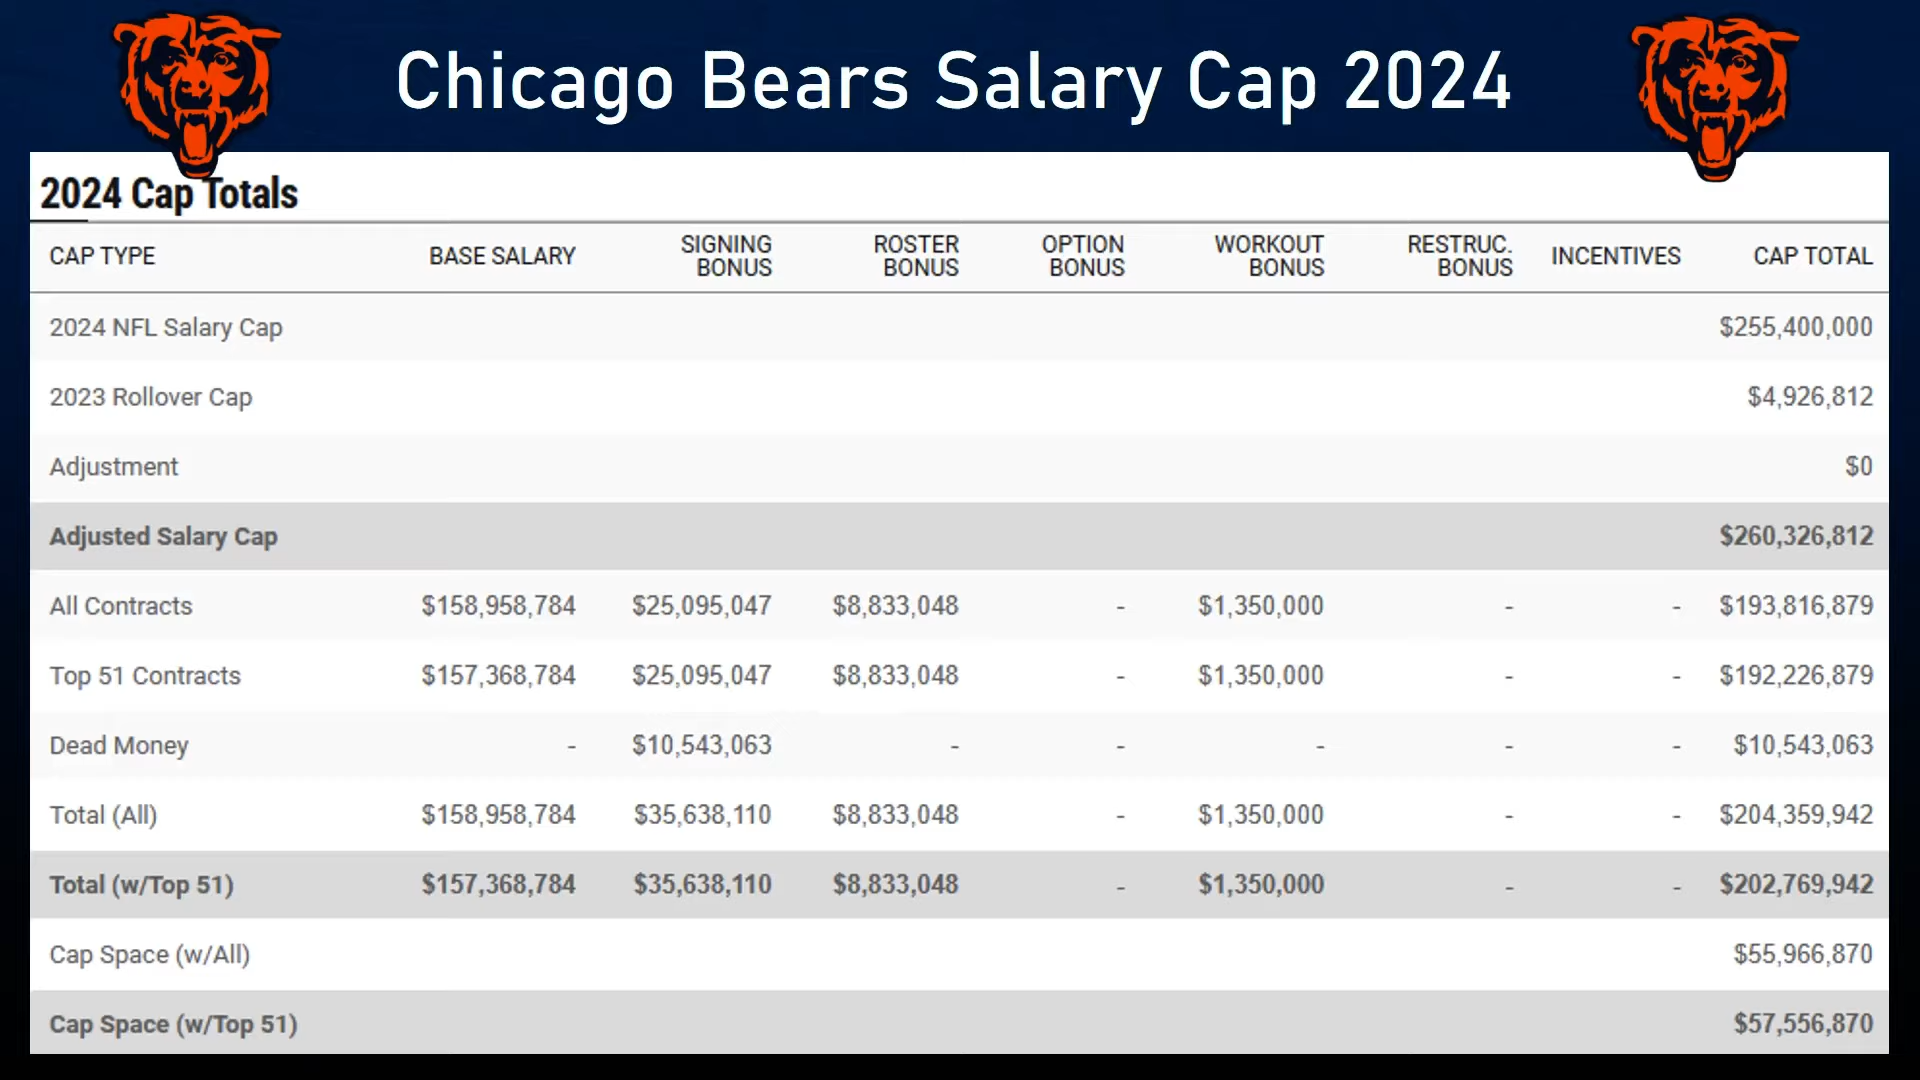 Chicago Bears Salary Cap 2024
2024 Cap Totals
CAP TYPE BASE SALARY SIGNING BONUS ROSTER BONUS OPTION BONUS WORKOUT BONUS RESTRUC. BONUS INCENTIVES CAP TOTAL
2024 NFL Salary Cap $255,400,000
2023 Rollover Cap $4,926,812
Adjustment $0
Adjusted Salary Cap $260,326,812
All Contracts $158,958,784 $25,095,047 $8,833,048 - $1,350,000 - - $193,816,879
Top 51 Contracts $157,368,784 $25,095,047 $8,833,048 - $1,350,000 - - $192,226,879
Dead Money - $10,543,063 - - - - - $10,543,063
Total (All) $158,958,784 $35,638,110 $8,833,048 - $1,350,000 - - $204,359,942
Total (w/Top 51) $157,368,784 $35,638,110 $8,833,048 - $1,350,000 - - $202,769,942
Cap Space (w/All) $55,966,870
Cap Space (w/Top 51) $57,556,870